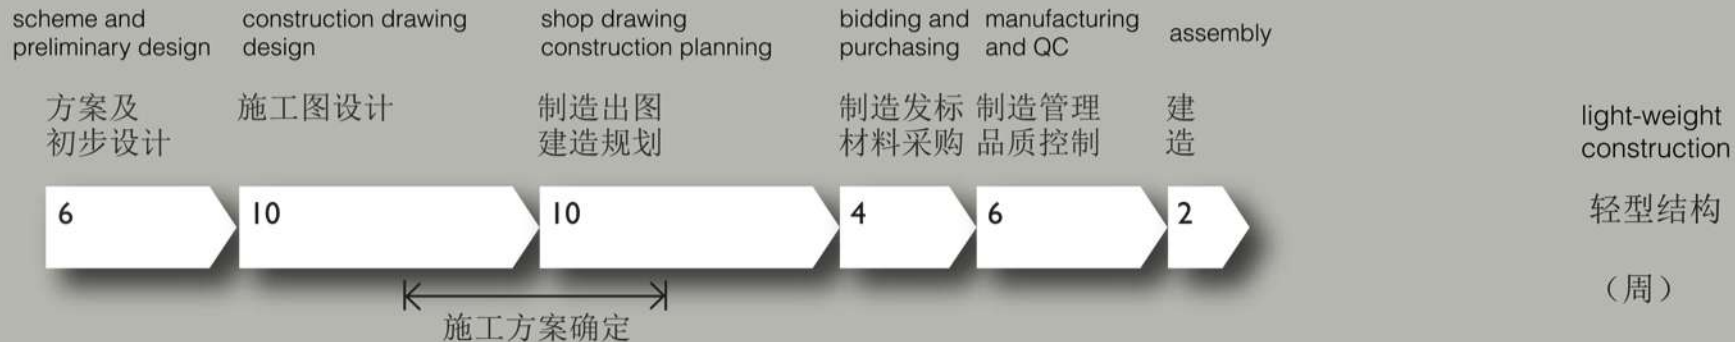 scheme and
preliminary design
construction drawing
design
shop drawing
construction planning
bidding and
purchasing
manufacturing
and QC
assembly
方案及
初步设计
施工图设计
制造出图
建造规划
制造发标
材料采购
制造管理
品质控制
建
造
light-weight
construction
轻型结构
（周）
6
10
10
4
6
2
施工方案确定